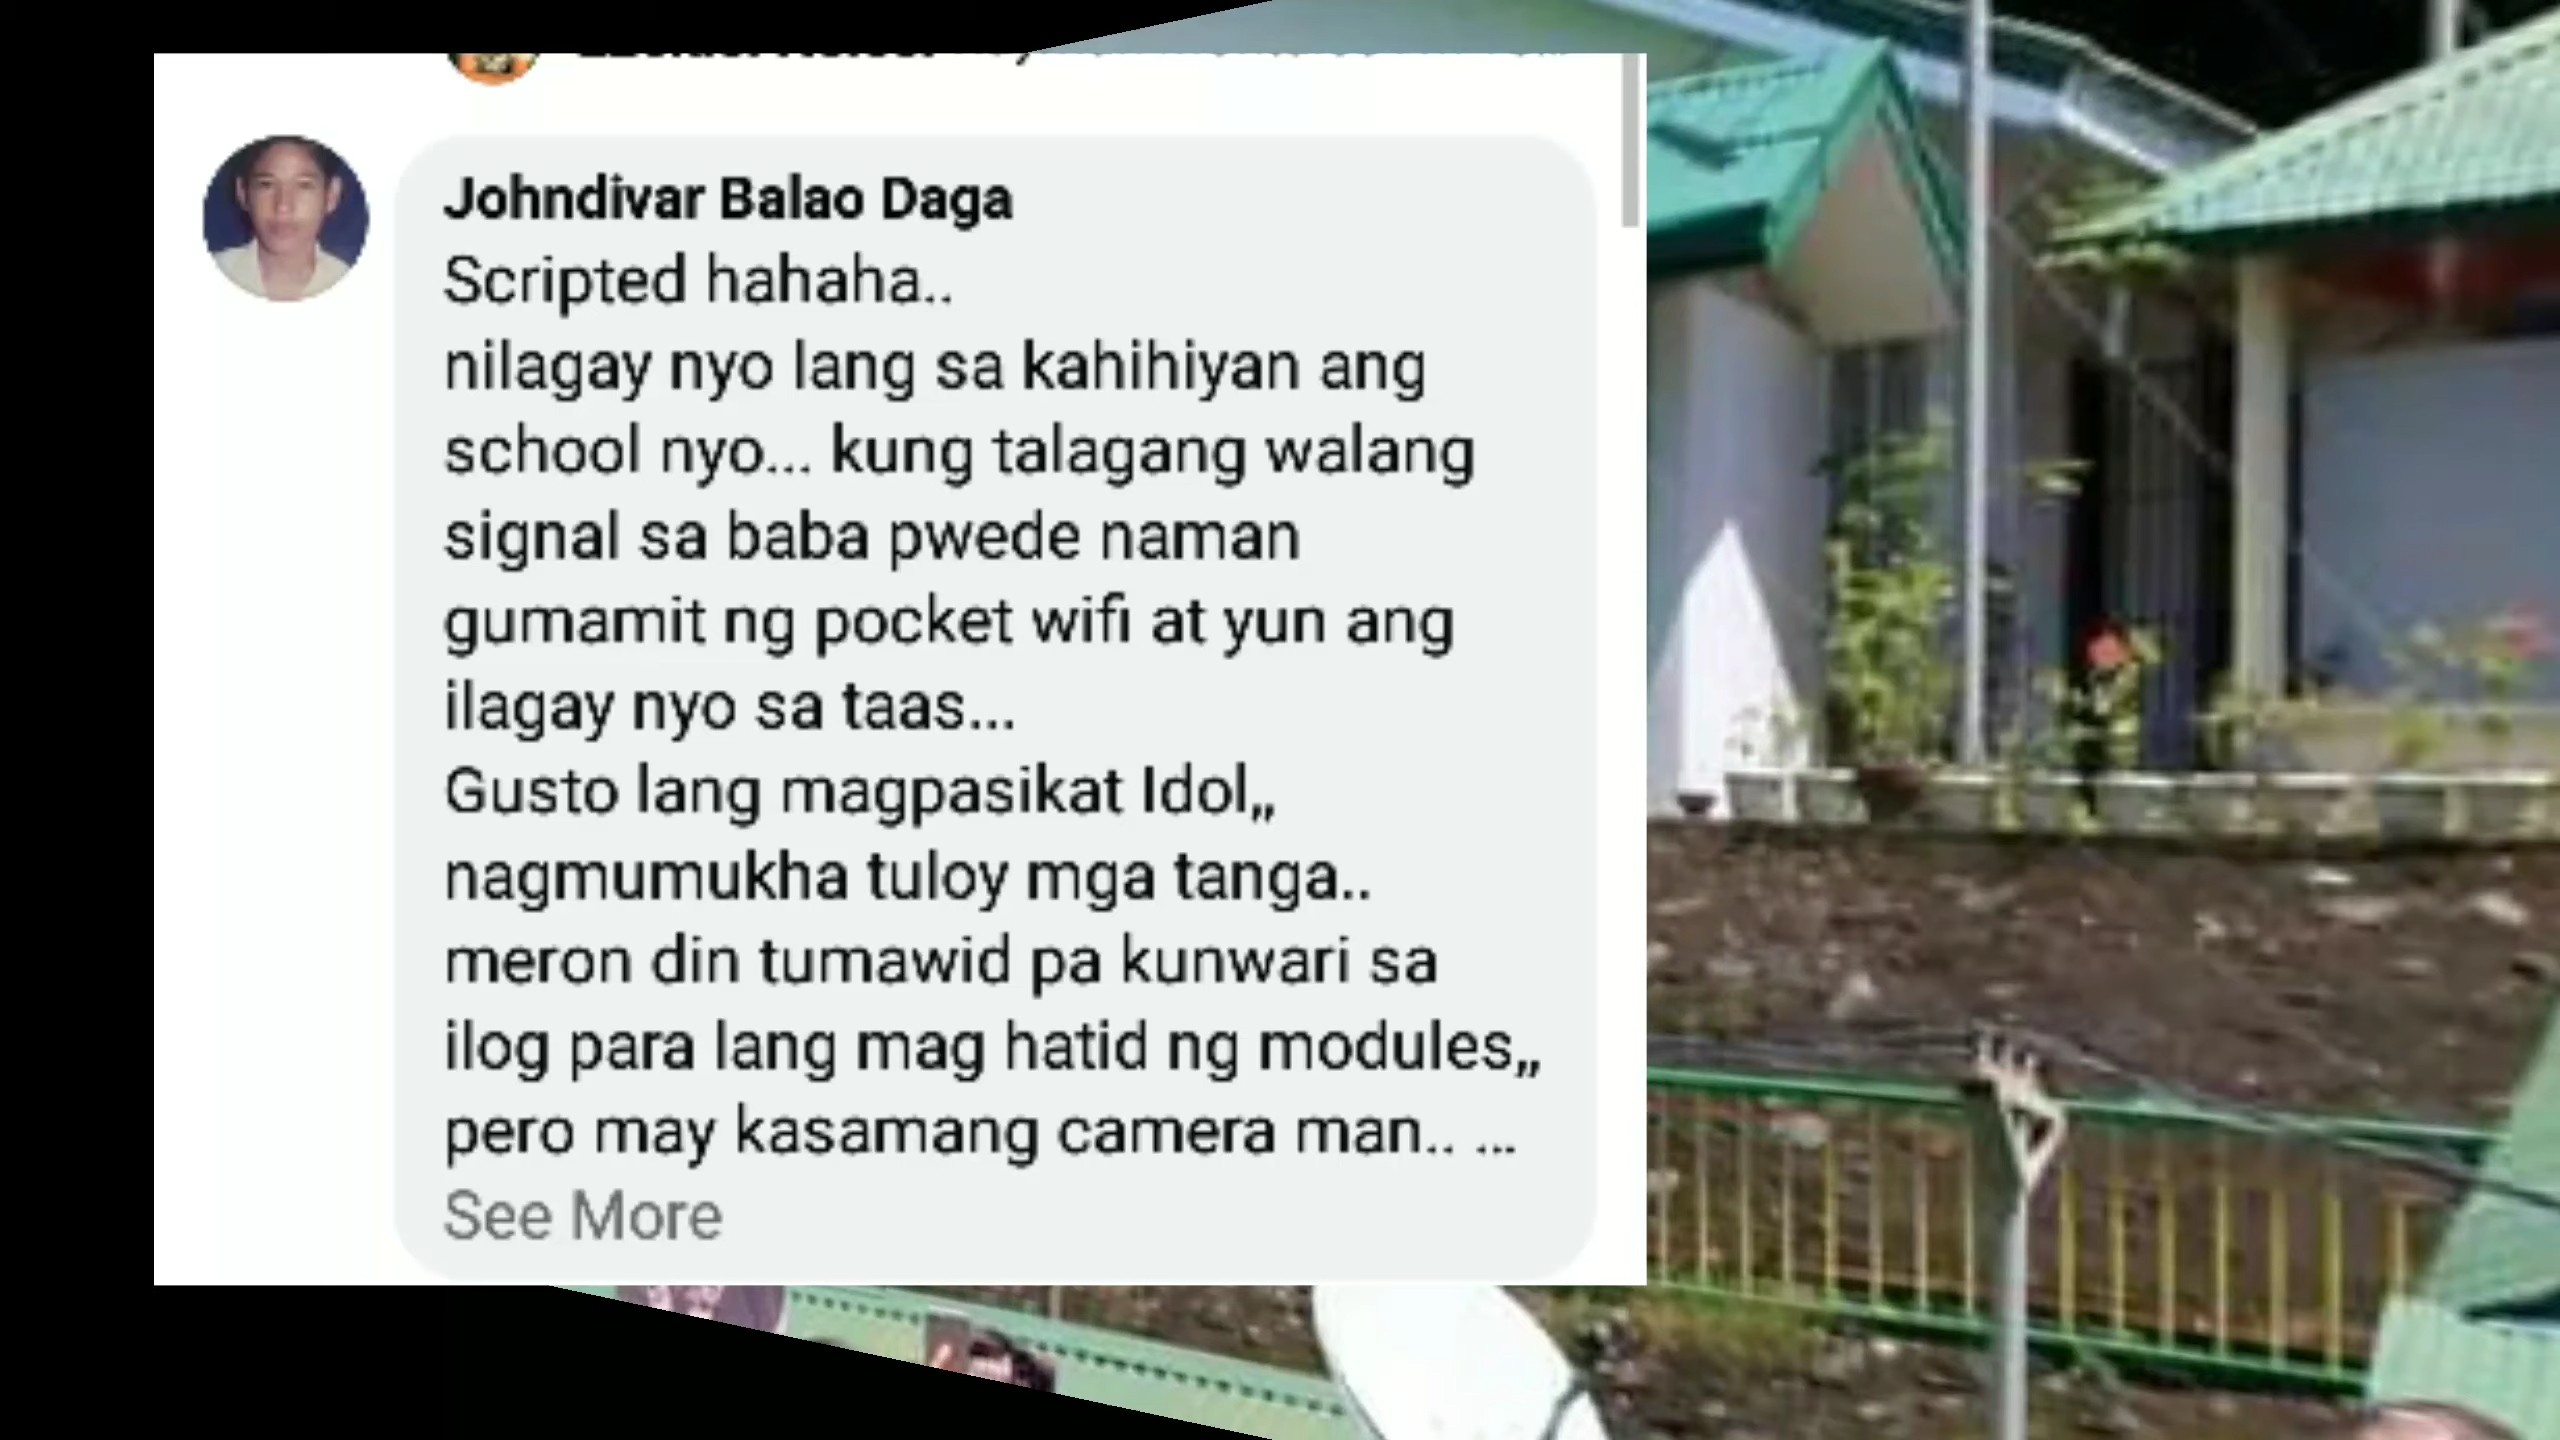 Johndivar Balao Daga
Scripted hahaha..
nilagay nyo lang sa kahihiyan ang
school nyo... kung talagang walang
signal sa baba pwede naman
gumamit ng pocket wifi at yun ang
ilagay nyo sa taas...
Gusto lang magpasikat Idol,,
nagmumukha tuloy mga tanga..
meron din tumawid pa kunwari sa
ilog para lang mag hatid ng modules,,
pero may kasamang camera man.. ...
See More